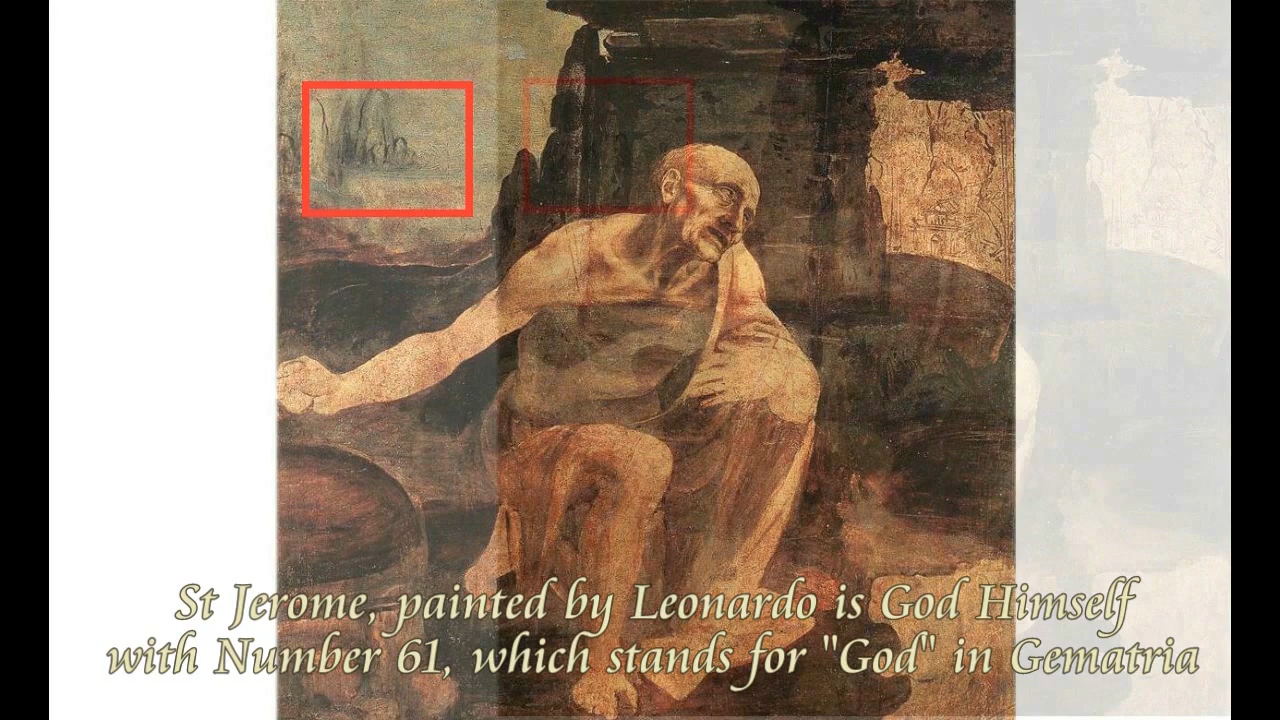 St Jerome, painted by Leonardo is God Himself
with Number 61, which stands for "God" in Gematria